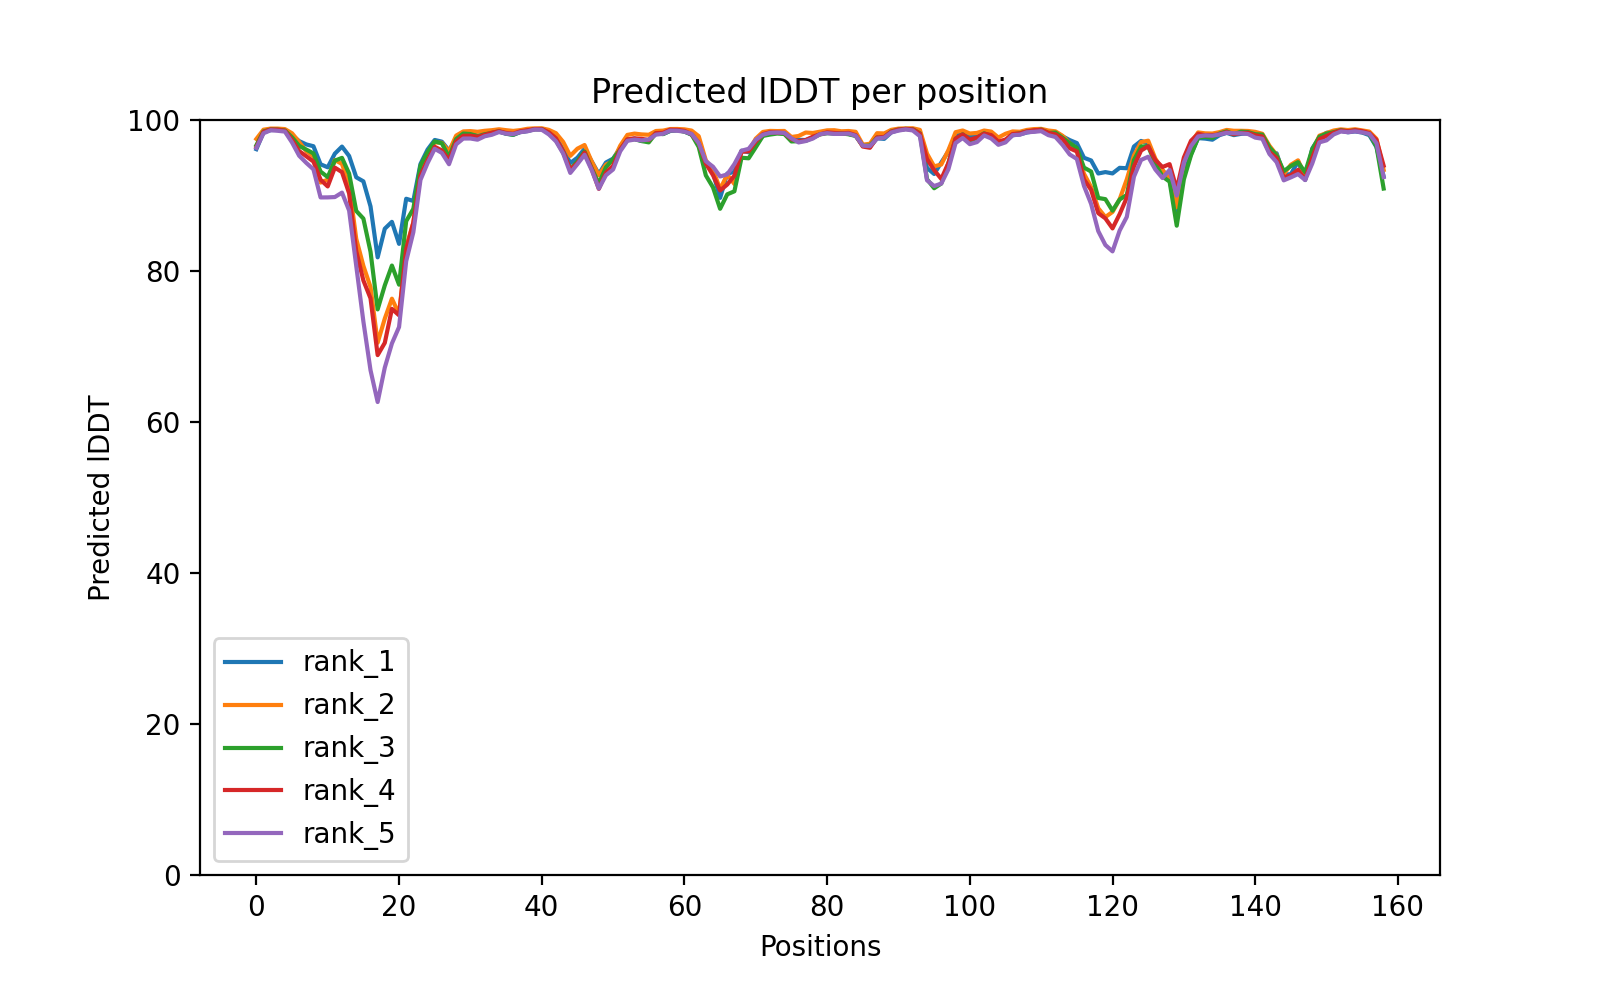 Predicted lDDT per position
100
80
60
40
20
0
Predicted lDDT
rank_1
rank_2
rank_3
rank_4
rank_5
0 20 40 60 80 100 120 140 160
Positions